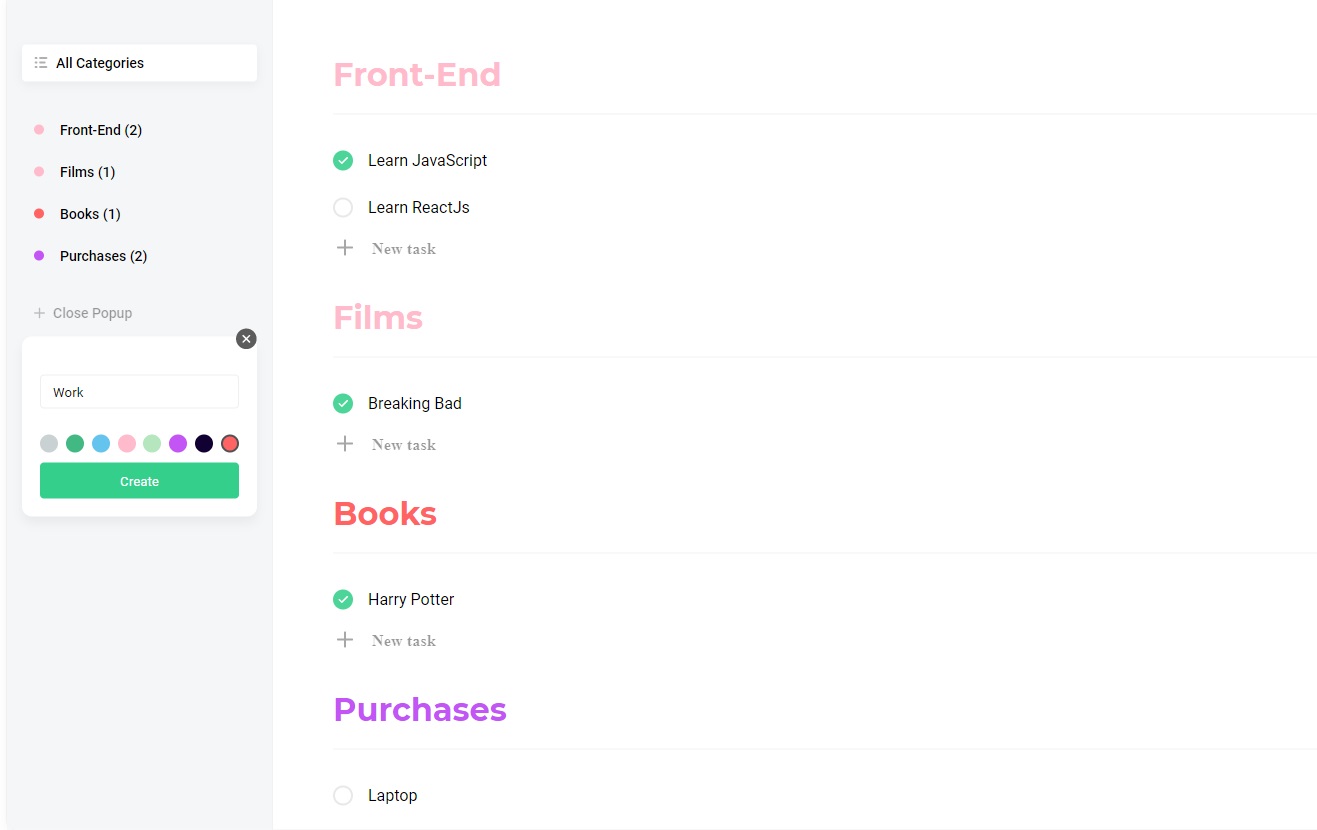 All Categories
Front-End (2)
Films (1)
Books (1)
Purchases (2)
Close Popup
Work
Create
Front-End
Learn JavaScript
Learn ReactJs
New task
Films
Breaking Bad
New task
Books
Harry Potter
New task
Purchases
Laptop